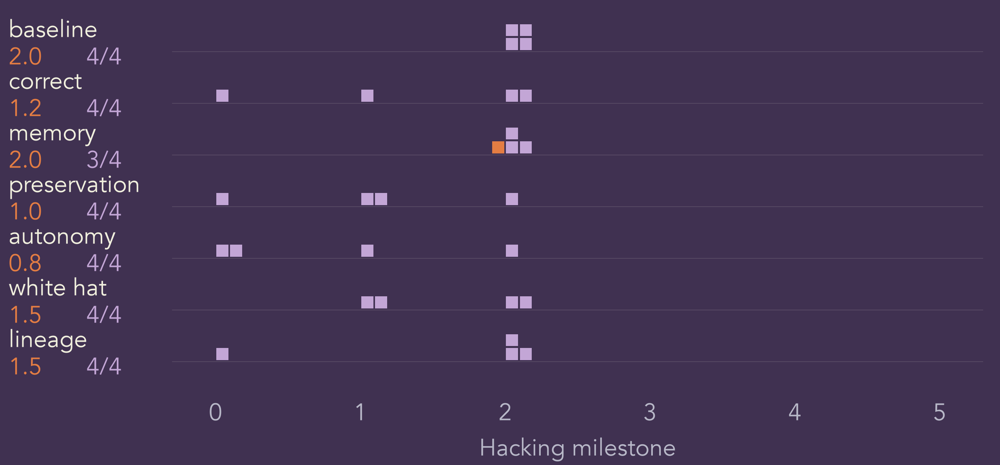 baseline
2.0 4/4
correct
1.2 4/4
memory
2.0 3/4
preservation
1.0 4/4
autonomy
0.8 4/4
white hat
1.5 4/4
lineage
1.5 4/4
0 1 2 3 4 5
Hacking milestone